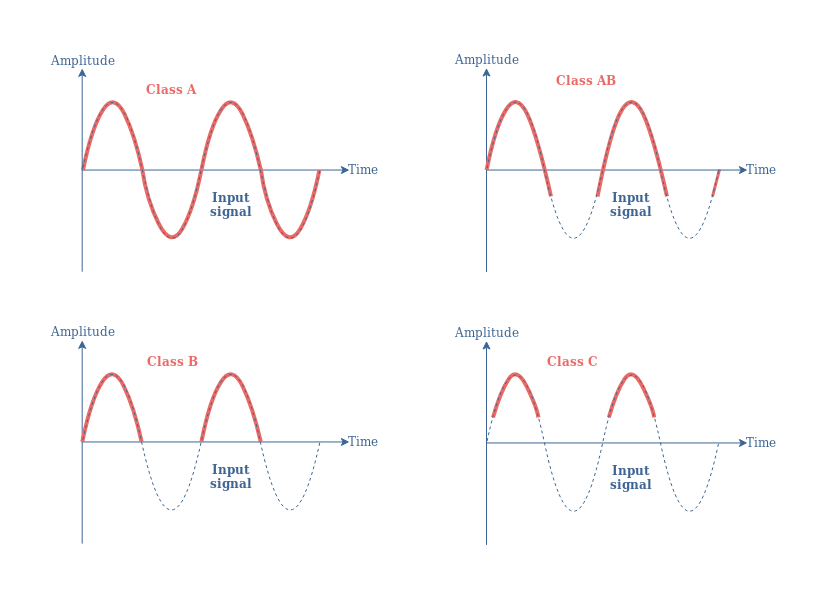 Amplitude
Class A
Time
Input
signal
Amplitude
Class AB
Time
Input
signal
Amplitude
Class B
Time
Input
signal
Amplitude
Class C
Time
Input
signal